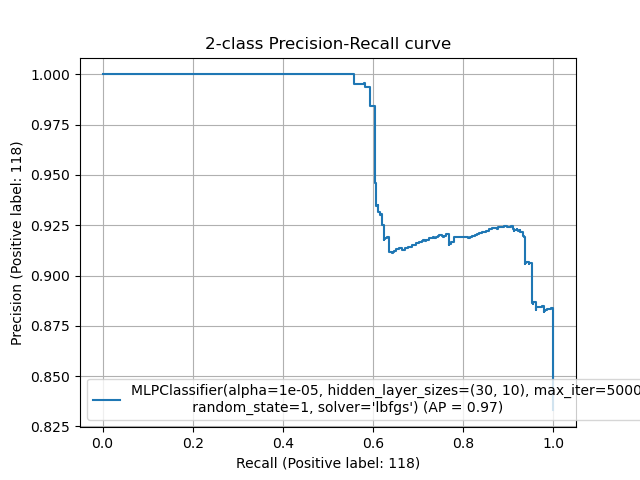 2-class Precision-Recall curve
1.000
0.975
0.950
0.925
0.900
0.875
0.850
0.825
Precision (Positive label: 118)
MLPClassifier(alpha=1e-05, hidden_layer_sizes=(30, 10), max_iter=5000
random_state=1, solver='lbfgs') (AP = 0.97)
0.0 0.2 0.4 0.6 0.8 1.0
Recall (Positive label: 118)